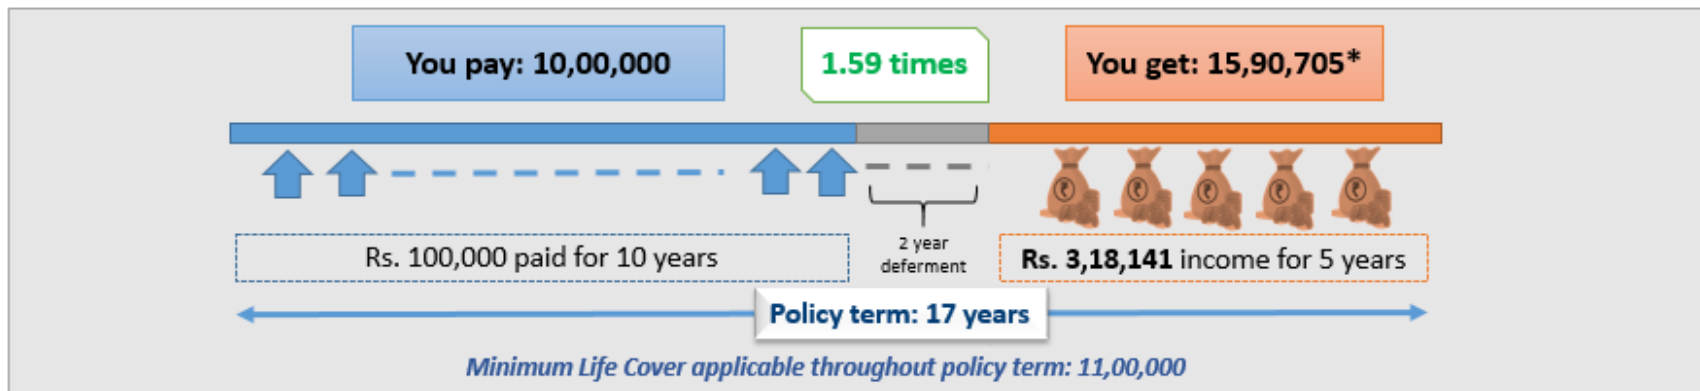 You pay: 10,00,000
1.59 times
You get: 15,90,705*
Rs. 100,000 paid for 10 years
2 year
deferment
Rs. 3,18,141 income for 5 years
Policy term: 17 years
Minimum Life Cover applicable throughout policy term: 11,00,000